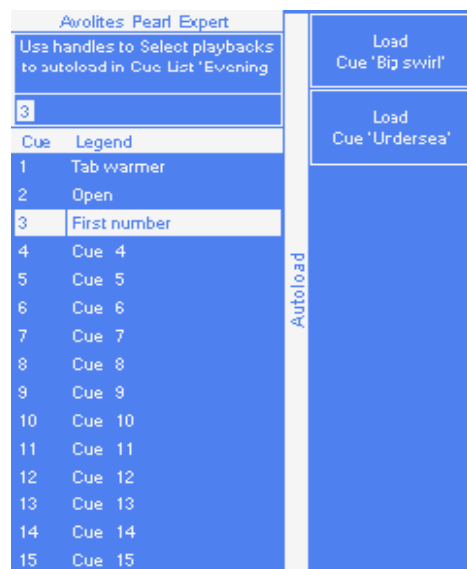 Avolites Pearl Expert
Use handles to Select playbacks
to autoload in Cue List 'Evening
3
Cue Legend
1 Tab warmer
2 Open
3 First number
4 Cue 4
5 Cue 5
6 Cue 6
7 Cue 7
8 Cue 8
9 Cue 9
10 Cue 10
11 Cue 11
12 Cue 12
13 Cue 13
14 Cue 14
15 Cue 15
Autoload
Load
Cue 'Big swirl'
Load
Cue 'Undersea'